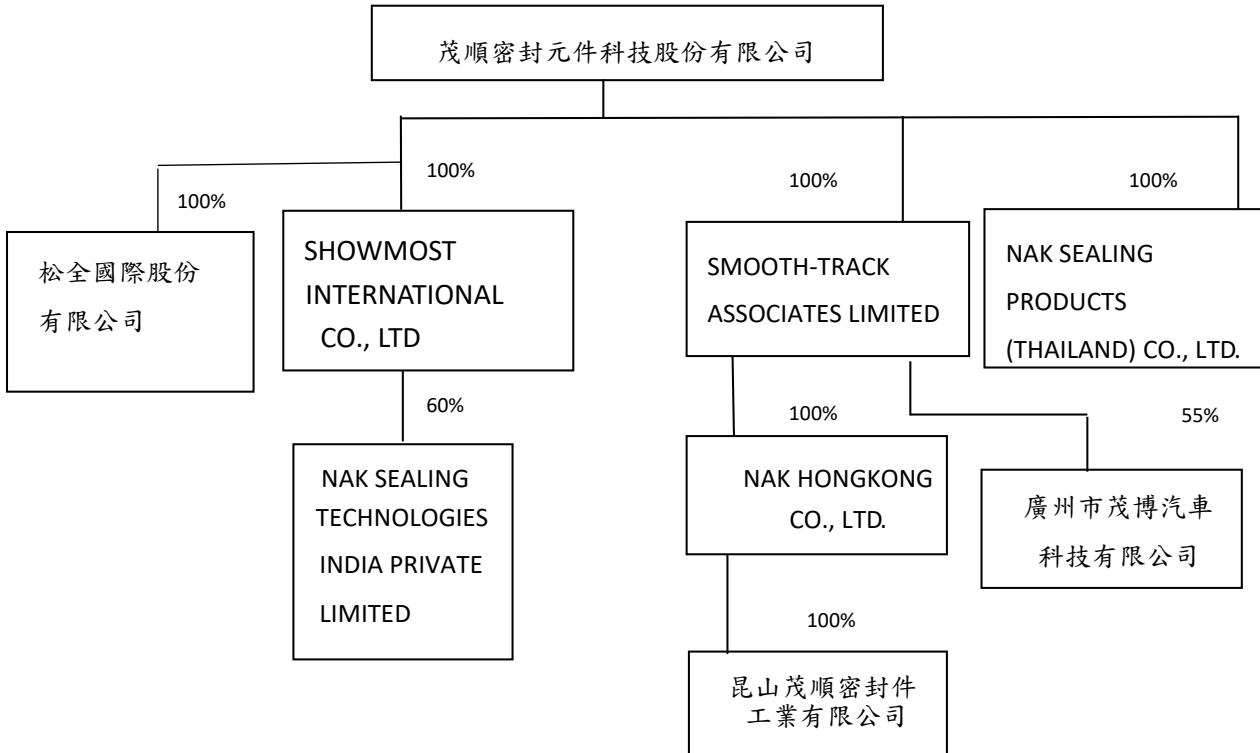 茂順密封元件科技股份有限公司
100%
100%
100%
100%
松全國際股份
有限公司
SHOWMOST
INTERNATIONAL
CO., LTD
SMOOTH-TRACK
ASSOCIATES LIMITED
NAK SEALING
PRODUCTS
(THAILAND) CO., LTD.
60%
100%
55%
NAK SEALING
TECHNOLOGIES
INDIA PRIVATE
LIMITED
NAK HONGKONG
CO., LTD.
廣州市茂博汽車
科技有限公司
100%
昆山茂順密封件
工業有限公司